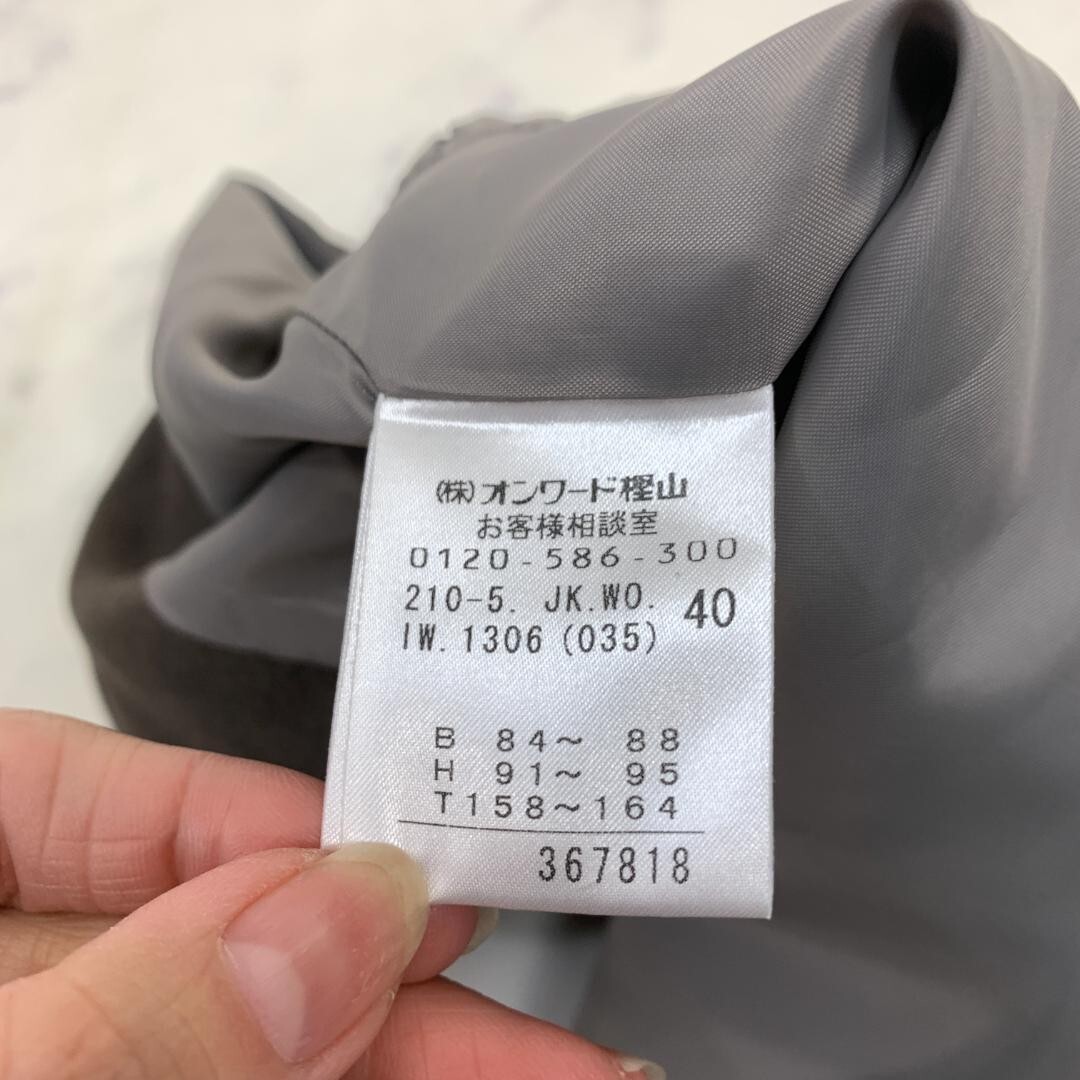 (株)オンワード樫山
お客様相談室
0120-586-300
210-5. JK.WO. 40
IW.1306 (035)
B 84～ 88
H 91～ 95
T158～164
367818